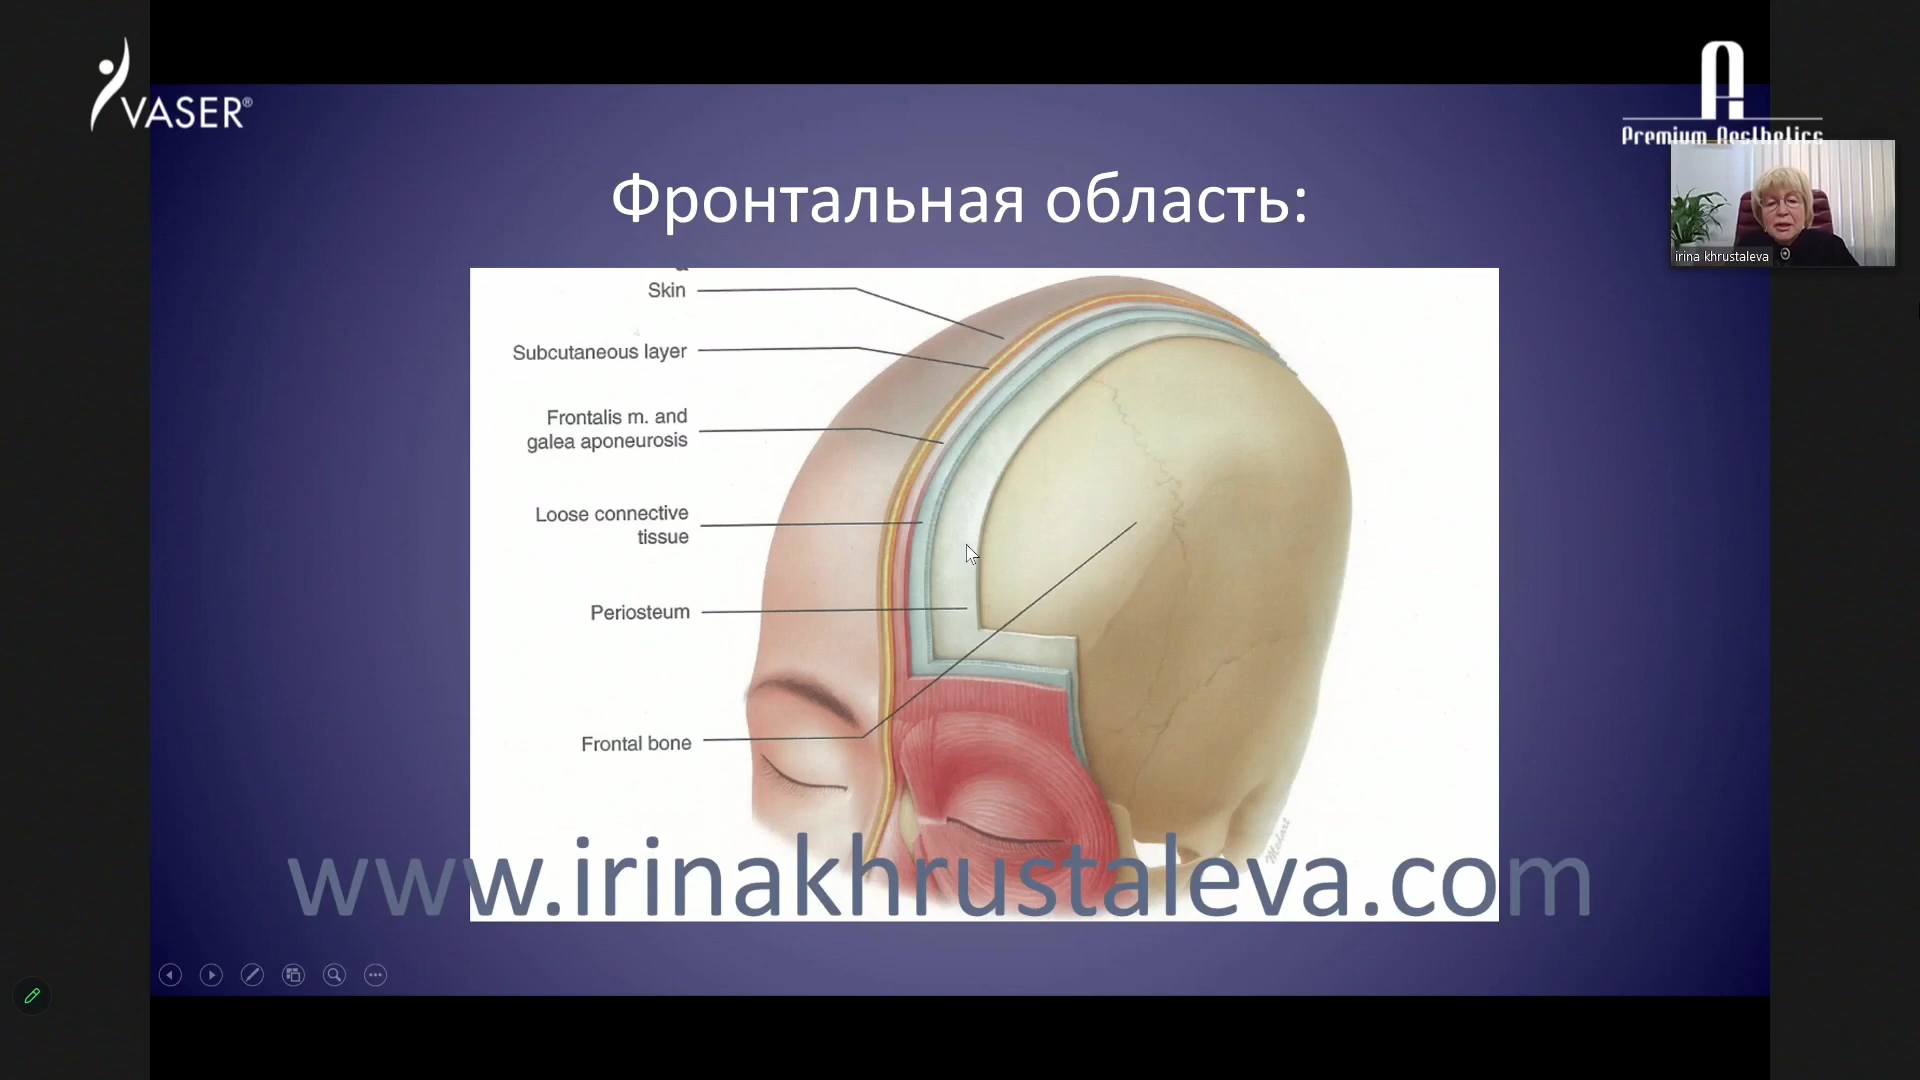 VASER®
Premium Aesthetics
Фронтальная область:
irina khrustaleva
Skin
Subcutaneous layer
Frontalis m. and
galea aponeurosis
Loose connective
tissue
Periosteum
Frontal bone
www.irinakhrustaleva.com